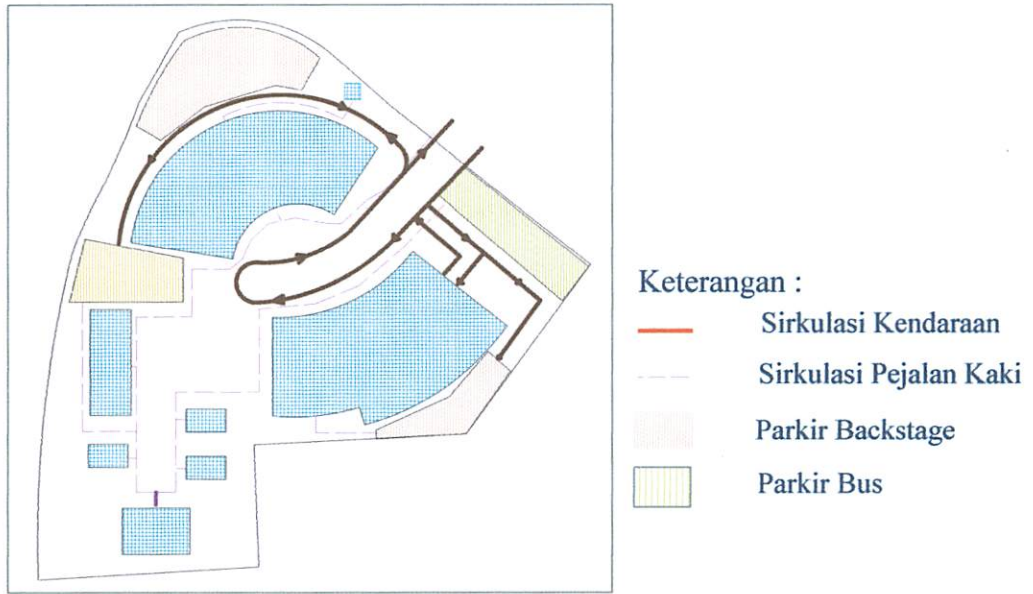 Keterangan :
Sirkulasi Kendaraan
Sirkulasi Pejalan Kaki
Parkir Backstage
Parkir Bus